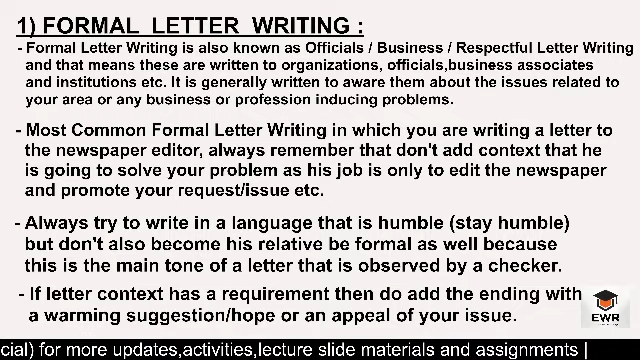 1) FORMAL LETTER WRITING :
- Formal Letter Writing is also known as Officials / Business / Respectful Letter Writing
and that means these are written to organizations, officials,business associates
and institutions etc. It is generally written to aware them about the issues related to
your area or any business or profession inducing problems.
- Most Common Formal Letter Writing in which you are writing a letter to
the newspaper editor, always remember that don't add context that he
is going to solve your problem as his job is only to edit the newspaper
and promote your request/issue etc.
- Always try to write in a language that is humble (stay humble)
but don't also become his relative be formal as well because
this is the main tone of a letter that is observed by a checker.
- If letter context has a requirement then do add the ending with
a warming suggestion/hope or an appeal of your issue.
EWR
cial) for more updates,activities,lecture slide materials and assignments |